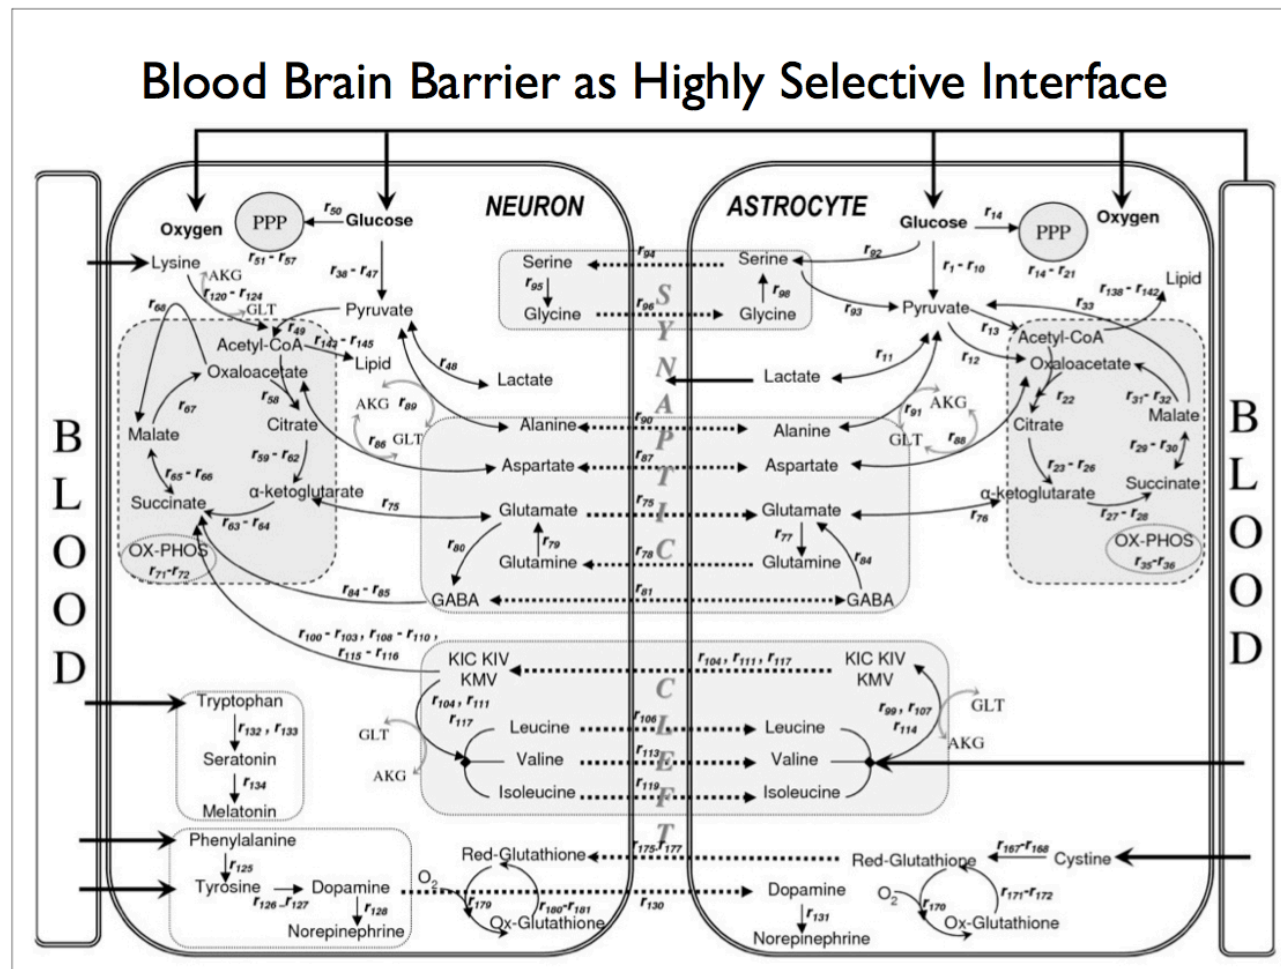 Blood Brain Barrier as Highly Selective Interface
BLOOD
NEURON
Oxygen
PPP
r50
Glucose
r51 - r57
Lysine
AKG
r120 - r124
GLT
r38 - r47
r68
Pyruvate
r49
Acetyl-CoA
r143 - r145
Lipid
Oxaloacetate
r58
r48
Lactate
r67
Citrate
AKG
r89
GLT
r86
Malate
r59 - r62
r65 - r66
α-ketoglutarate
Succinate
r63 - r64
r75
OX-PHOS
r71-r72
Serine
r95
Glycine
Alanine
Aspartate
Glutamate
r80
r79
Glutamine
GABA
r84 - r85
r100 - r103 , r108 - r110 ,
r115 - r116
KIC KIV
KMV
r104 , r111
r117
GLT
AKG
Leucine
Valine
Isoleucine
Tryptophan
r132 , r133
Seratonin
r134
Melatonin
Phenylalanine
r125
Tyrosine
r126 -r127
Dopamine
r128
Norepinephrine
Red-Glutathione
O2
r179
r180-r181
Ox-Glutathione
SYNAPTIC
CLEFT
r94
r96
r90
r87
r75
r78
r81
r104 , r111 , r117
r106
r113
r119
r175-r177
r130
ASTROCYTE
Glucose
r14
PPP
Oxygen
r14 - r21
Serine
r92
r98
Glycine
r93
r1 - r10
Pyruvate
r138 - r142
Lipid
r33
r13
Acetyl-CoA
r11
r12
Oxaloacetate
Lactate
r22
r31 - r32
Malate
r91
AKG
GLT
r88
Citrate
r29 - r30
Alanine
Aspartate
r23 - r26
Succinate
α-ketoglutarate
r27 - r28
Glutamate
r76
r77
Glutamine
r84
OX-PHOS
r35-r36
GABA
KIC KIV
KMV
r99 , r107
r114
GLT
AKG
Leucine
Valine
Isoleucine
Red-Glutathione
r167-r168
Cystine
O2
r170
r171-r172
Ox-Glutathione
Dopamine
r131
Norepinephrine
BLOOD